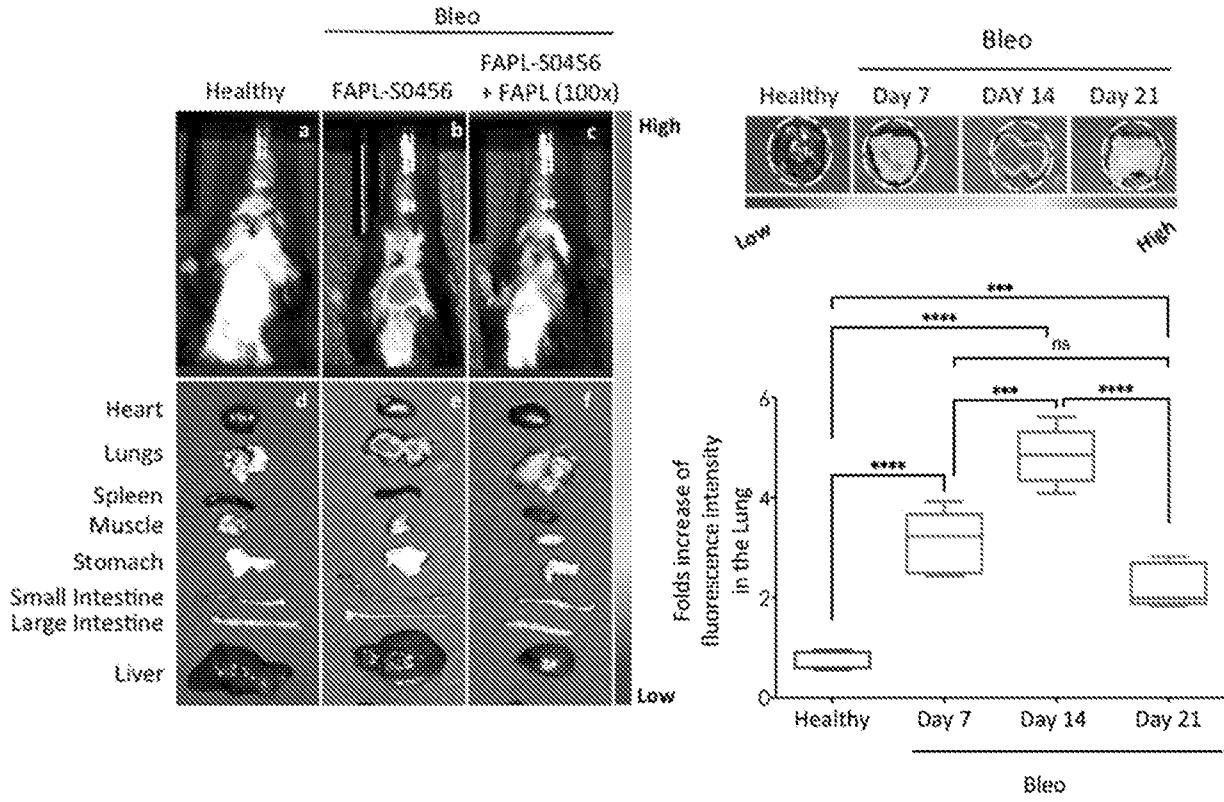 Bleo
Healthy
FAPL-S0456
FAPL-S0456
+ FAPL (100x)
a
b
c
High
d
e
f
Heart
Lungs
Spleen
Muscle
Stomach
Small Intestine
Large Intestine
Liver
Low
Bleo
Healthy
Day 7
DAY 14
Day 21
Low
High
***
****
ns
***
****
****
Folds increase of
fluorescence intensity
in the Lung
6
4
2
0
Healthy
Day 7
Day 14
Day 21
Bleo